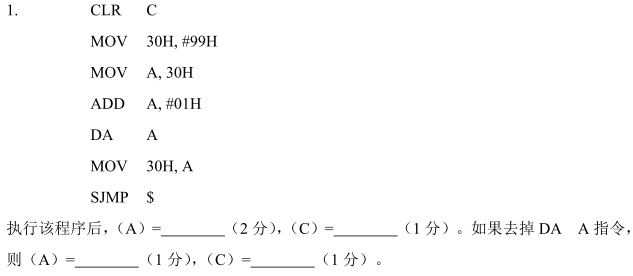 1. CLR C
MOV 30H, #99H
MOV A, 30H
ADD A, #01H
DA A
MOV 30H, A
SJMP $
执行该程序后，（A）=________（2 分），（C）=________（1 分）。如果去掉 DA A 指令，
则（A）=________（1 分），（C）=________（1 分）。